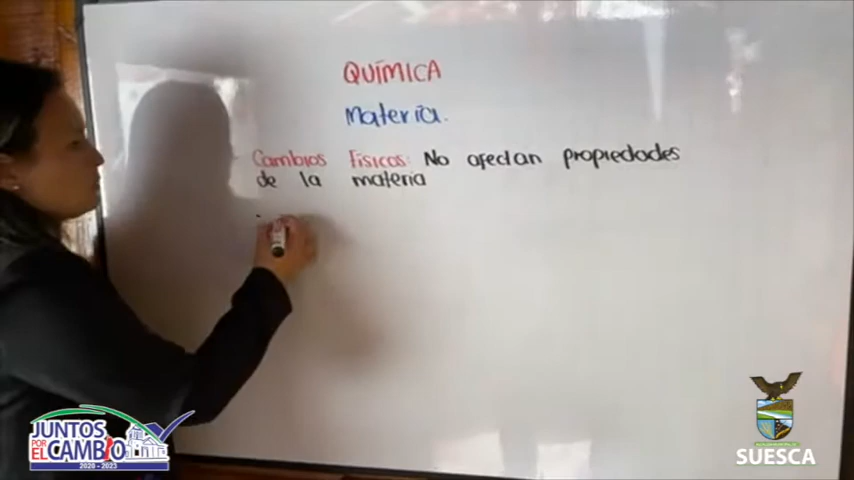 QUÍMICA
Materia.
Cambios Físicos: No afectan propiedades
de la materia
JUNTOS
POR
EL CAMBIO
2020 - 2023
SUESCA